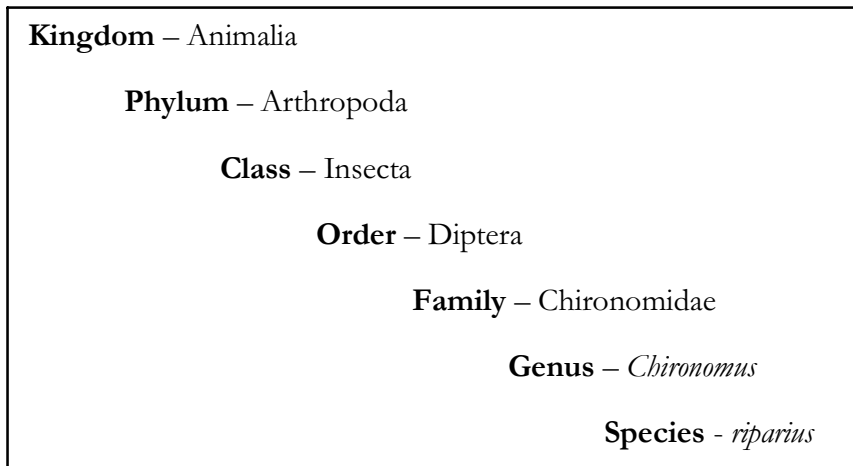 Kingdom – Animalia
Phylum – Arthropoda
Class – Insecta
Order – Diptera
Family – Chironomidae
Genus – Chironomus
Species - riparius